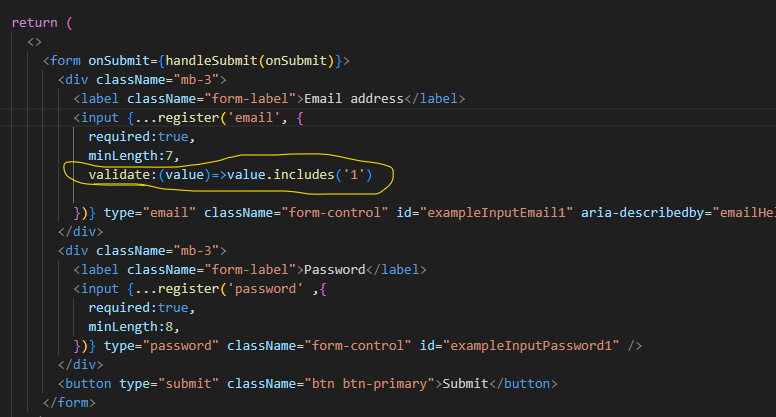 return (
<>
<form onSubmit={handleSubmit(onSubmit)}>
<div className="mb-3">
<label className="form-label">Email address</label>
<input {...register('email', {
required:true,
minLength:7,
validate:(value)=>value.includes('1')
})} type="email" className="form-control" id="exampleInputEmail1" aria-describedby="emailHel
</div>
<div className="mb-3">
<label className="form-label">Password</label>
<input {...register('password' ,{
required:true,
minLength:8,
})} type="password" className="form-control" id="exampleInputPassword1" />
</div>
<button type="submit" className="btn btn-primary">Submit</button>
</form>